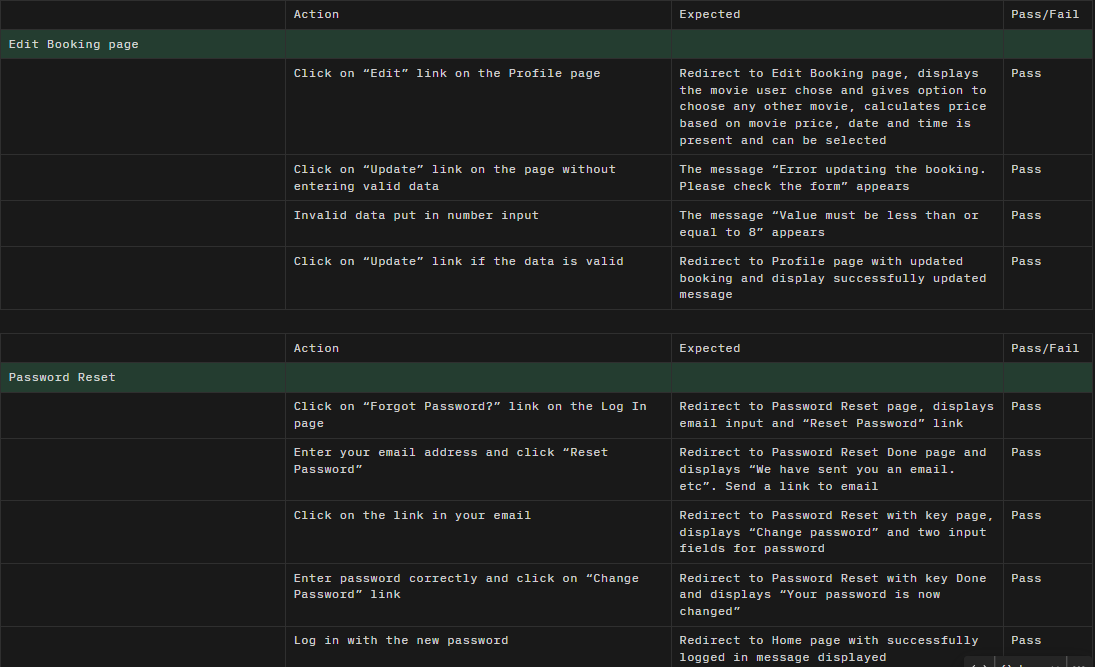 Action Expected Pass/Fail
Edit Booking page
Click on “Edit” link on the Profile page
Redirect to Edit Booking page, displays
the movie user chose and gives option to
choose any other movie, calculates price
based on movie price, date and time is
present and can be selected
Pass
Click on “Update” link on the page without
entering valid data
The message “Error updating the booking.
Please check the form” appears
Pass
Invalid data put in number input
The message “Value must be less than or
equal to 8” appears
Pass
Click on “Update” link if the data is valid
Redirect to Profile page with updated
booking and display successfully updated
message
Pass
Action Expected Pass/Fail
Password Reset
Click on “Forgot Password?” link on the Log In
page
Redirect to Password Reset page, displays
email input and “Reset Password” link
Pass
Enter your email address and click “Reset
Password”
Redirect to Password Reset Done page and
displays “We have sent you an email.
etc”. Send a link to email
Pass
Click on the link in your email
Redirect to Password Reset with key page,
displays “Change password” and two input
fields for password
Pass
Enter password correctly and click on “Change
Password” link
Redirect to Password Reset with key Done
and displays “Your password is now
changed”
Pass
Log in with the new password
Redirect to Home page with successfully
logged in message displayed
Pass